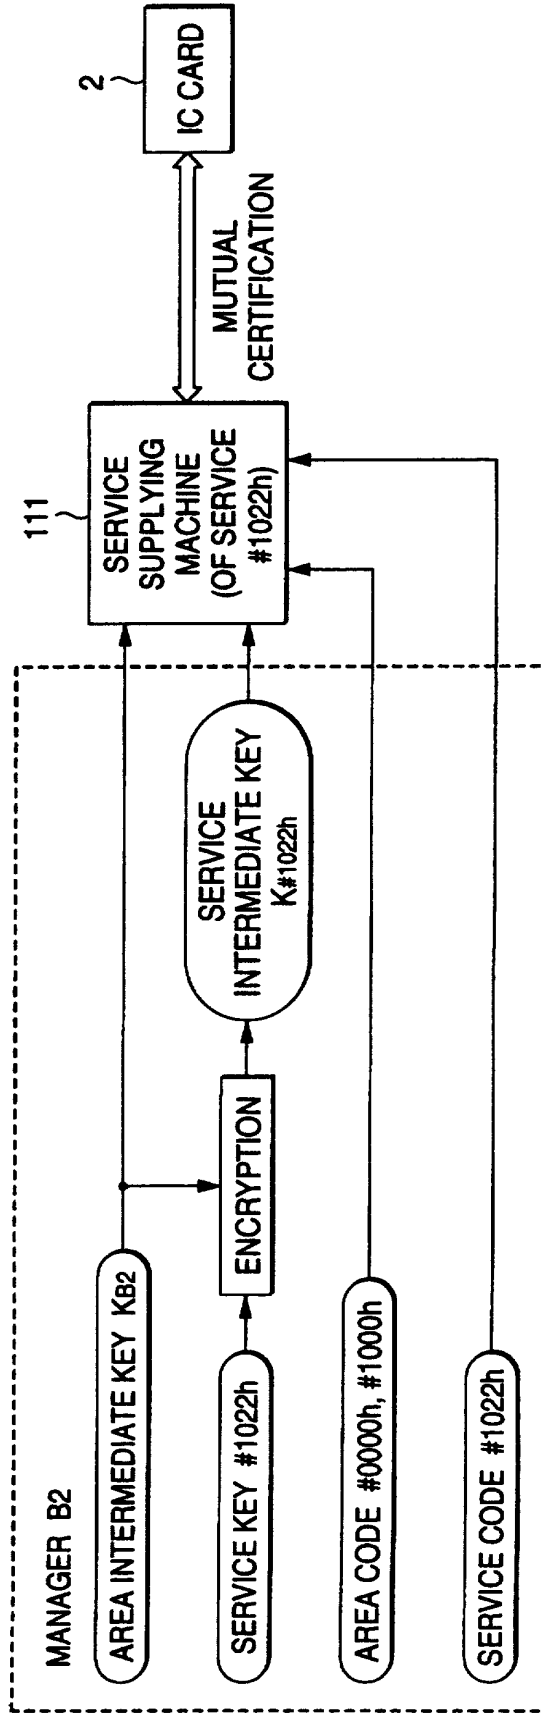 MANAGER B2
AREA INTERMEDIATE KEY KB2
SERVICE KEY #1022h
AREA CODE #0000h, #1000h
SERVICE CODE #1022h
ENCRYPTION
SERVICE
INTERMEDIATE KEY
K#1022h
111
SERVICE
SUPPLYING
MACHINE
(OF SERVICE
#1022h)
MUTUAL
CERTIFICATION
2
IC CARD